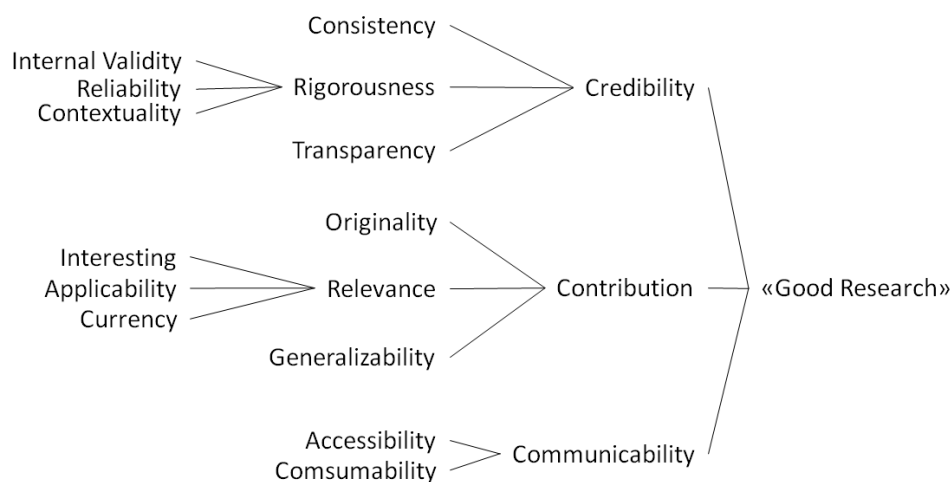 Consistency
Internal Validity
Reliability
Rigorousness
Credibility
Contextuality
Transparency
Originality
Interesting
Applicability
Relevance
Contribution
«Good Research»
Currency
Generalizability
Accessibility
Communicability
Comsumability